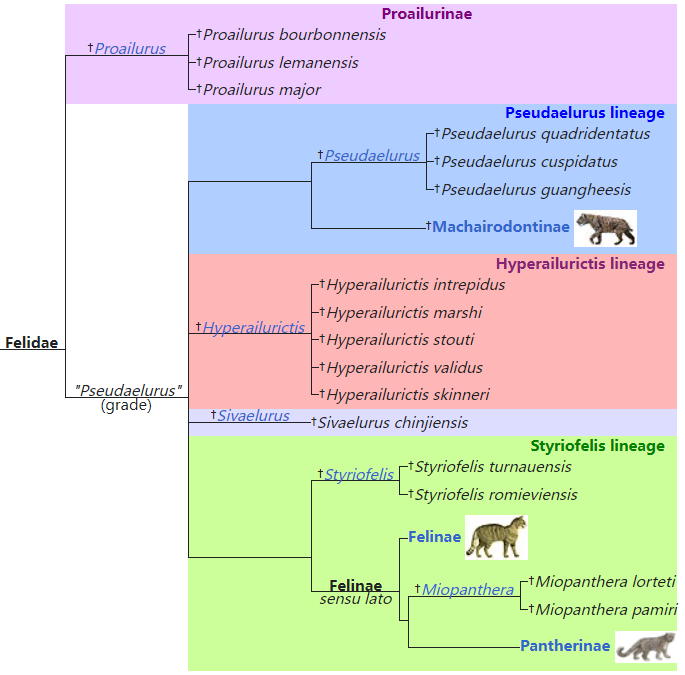 Proailurinae
†Proailurus
†Proailurus bourbonnensis
†Proailurus lemanensis
†Proailurus major
Pseudaelurus lineage
†Pseudaelurus
†Pseudaelurus quadridentatus
†Pseudaelurus cuspidatus
†Pseudaelurus guangheesis
†Machairodontinae
Hyperailurictis lineage
†Hyperailurictis
†Hyperailurictis intrepidus
†Hyperailurictis marshi
†Hyperailurictis stouti
†Hyperailurictis validus
†Hyperailurictis skinneri
Felidae
"Pseudaelurus"
(grade)
†Sivaelurus
†Sivaelurus chinjiensis
Styriofelis lineage
†Styriofelis
†Styriofelis turnauensis
†Styriofelis romieviensis
Felinae
Felinae
sensu lato
†Miopanthera
†Miopanthera lorteti
†Miopanthera pamiri
Pantherinae